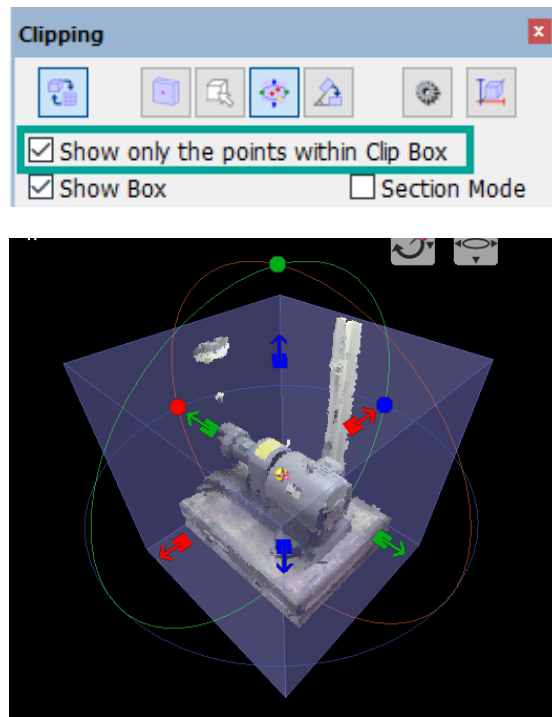 Clipping
Show only the points within Clip Box
Show Box
Section Mode